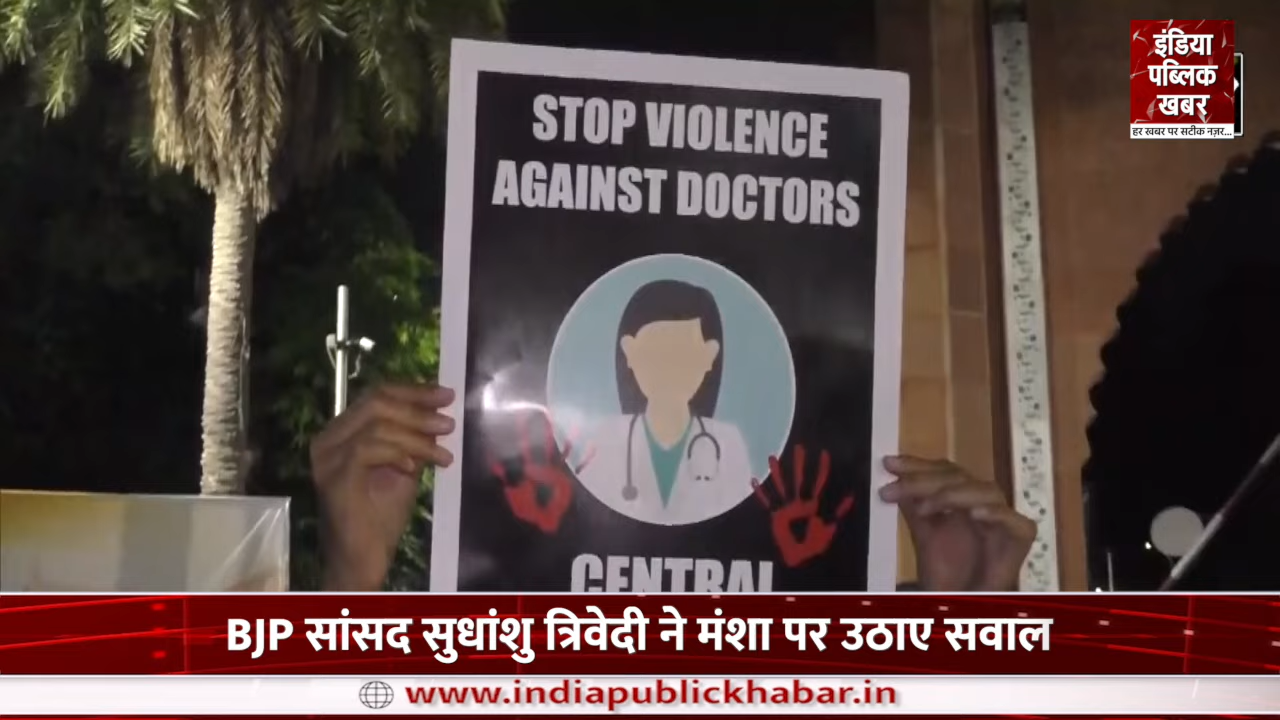 इंडिया
पब्लिक
खबर
हर खबर पर सटीक नज़र...
STOP VIOLENCE
AGAINST DOCTORS
CENTRAL
BJP सांसद सुधांशु त्रिवेदी ने मंशा पर उठाए सवाल
www.indiapublickhabar.in